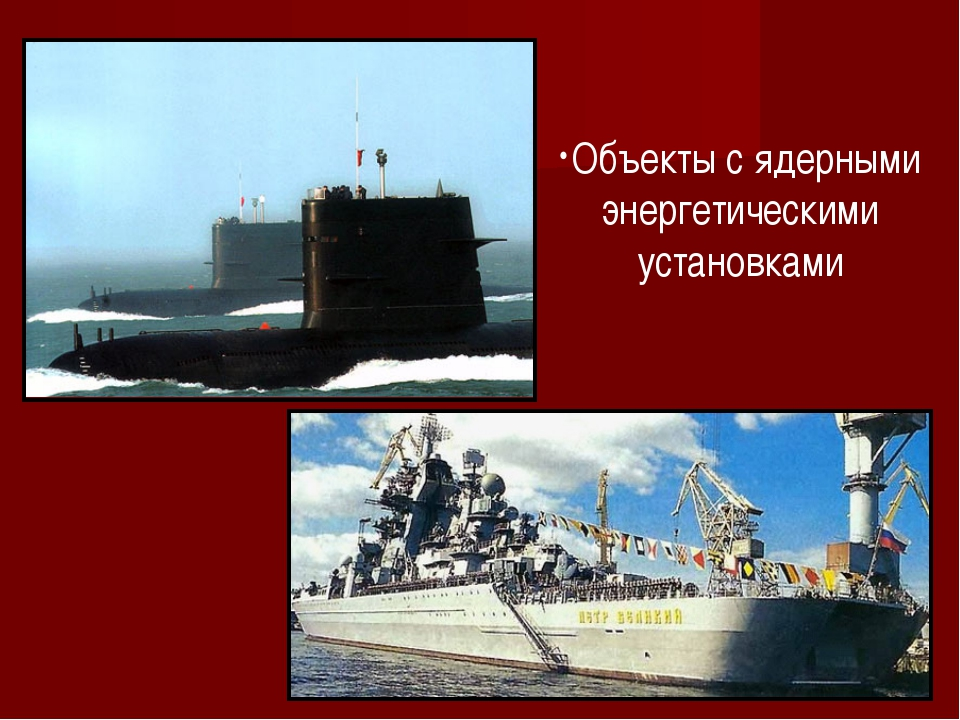 •Объекты с ядерными
энергетическими
установками
ПЕТР ВЕЛИКИЙ